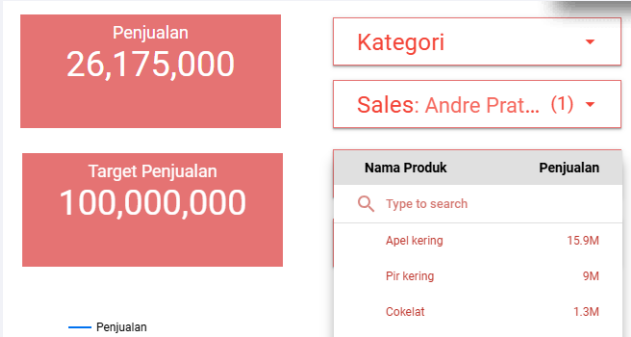 Penjualan
26,175,000
Kategori
Sales: Andre Prat... (1)
Target Penjualan
100,000,000
Nama Produk Penjualan
Type to search
Apel kering 15.9M
Pir kering 9M
Cokelat 1.3M
Penjualan